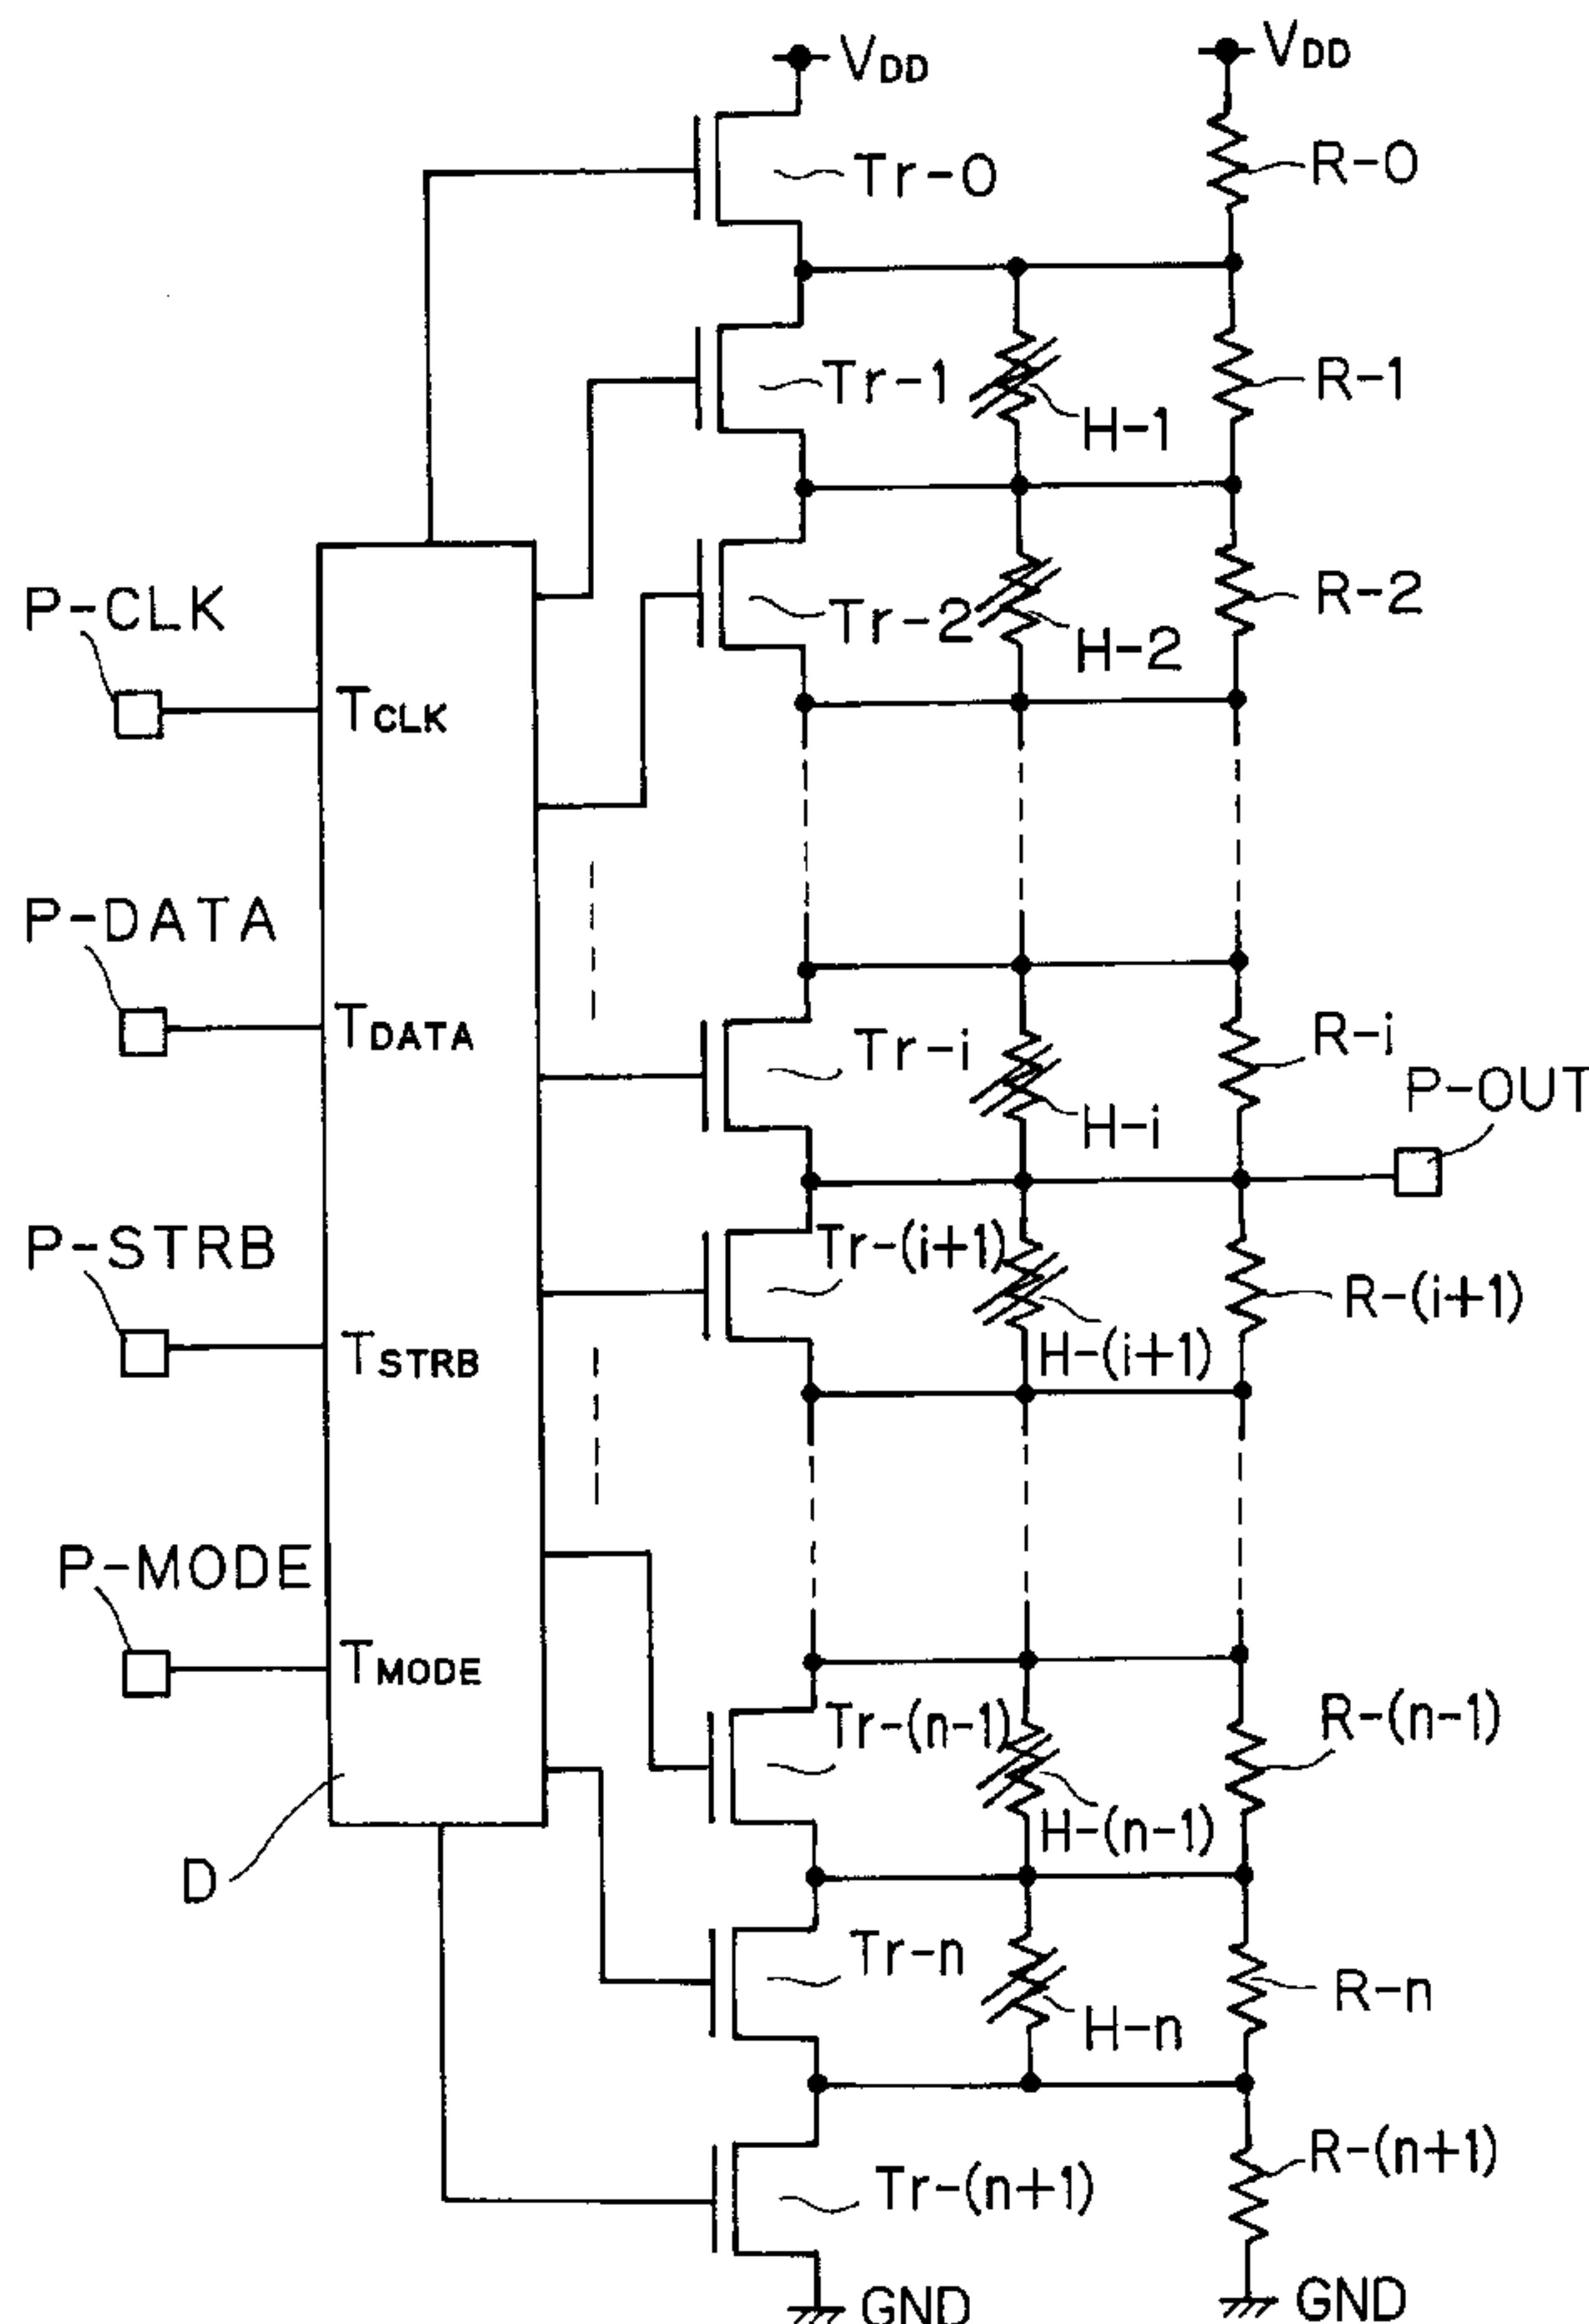 VDD
VDD
Tr-0
R-0
Tr-1
H-1
R-1
P-CLK
Tr-2
H-2
R-2
TCLK
P-DATA
TDATA
Tr-i
H-i
R-i
P-OUT
P-STRB
Tr-(i+1)
R-(i+1)
TSTRB
H-(i+1)
P-MODE
TMODE
Tr-(n-1)
R-(n-1)
H-(n-1)
D
Tr-n
H-n
R-n
Tr-(n+1)
R-(n+1)
GND
GND